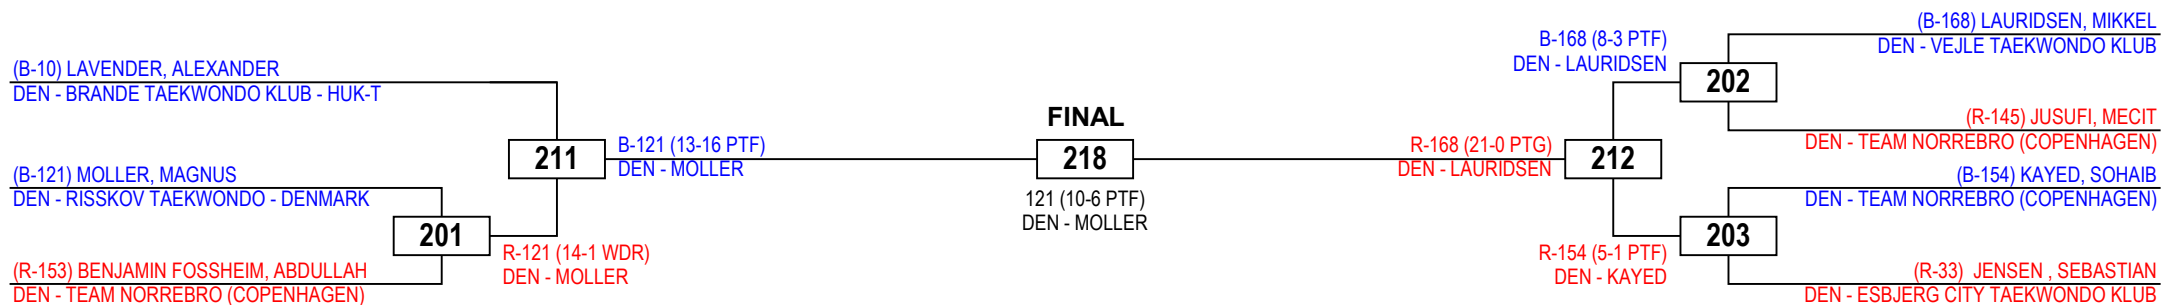 (B-10) LAVENDER, ALEXANDER
DEN - BRANDE TAEKWONDO KLUB - HUK-T
(B-121) MOLLER, MAGNUS
DEN - RISSKOV TAEKWONDO - DENMARK
(R-153) BENJAMIN FOSSHEIM, ABDULLAH
DEN - TEAM NORREBRO (COPENHAGEN)
201
R-121 (14-1 WDR)
DEN - MOLLER
211
B-121 (13-16 PTF)
DEN - MOLLER
FINAL
218
121 (10-6 PTF)
DEN - MOLLER
R-168 (21-0 PTG)
DEN - LAURIDSEN
212
B-168 (8-3 PTF)
DEN - LAURIDSEN
202
R-154 (5-1 PTF)
DEN - KAYED
203
(B-168) LAURIDSEN, MIKKEL
DEN - VEJLE TAEKWONDO KLUB
(R-145) JUSUFI, MECIT
DEN - TEAM NORREBRO (COPENHAGEN)
(B-154) KAYED, SOHAIB
DEN - TEAM NORREBRO (COPENHAGEN)
(R-33) JENSEN , SEBASTIAN
DEN - ESBJERG CITY TAEKWONDO KLUB